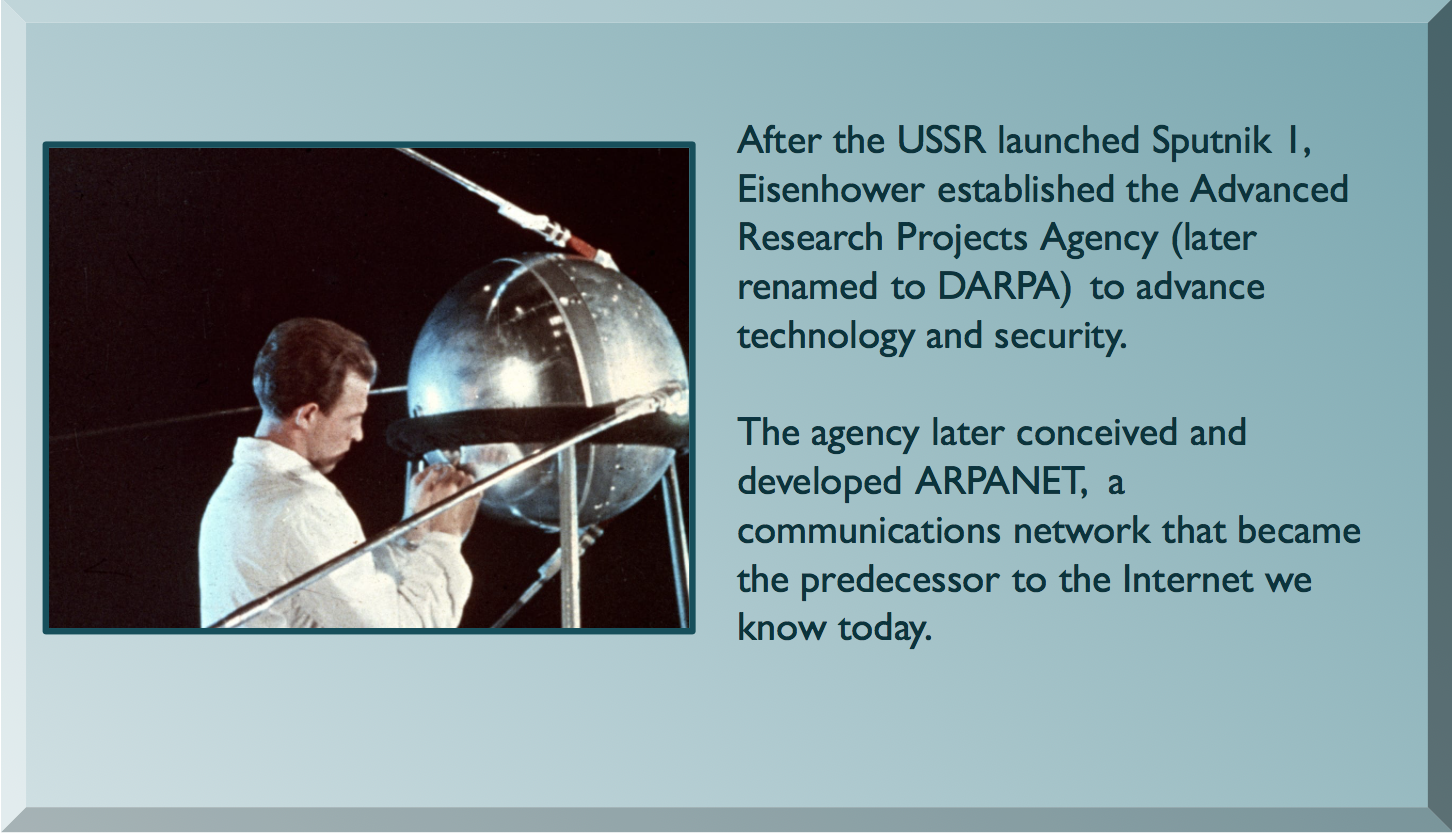 After the USSR launched Sputnik 1,
Eisenhower established the Advanced
Research Projects Agency (later
renamed to DARPA)  to advance
technology and security.
The agency later conceived and
developed ARPANET,  a
communications network that became
the predecessor to the Internet we
know today.